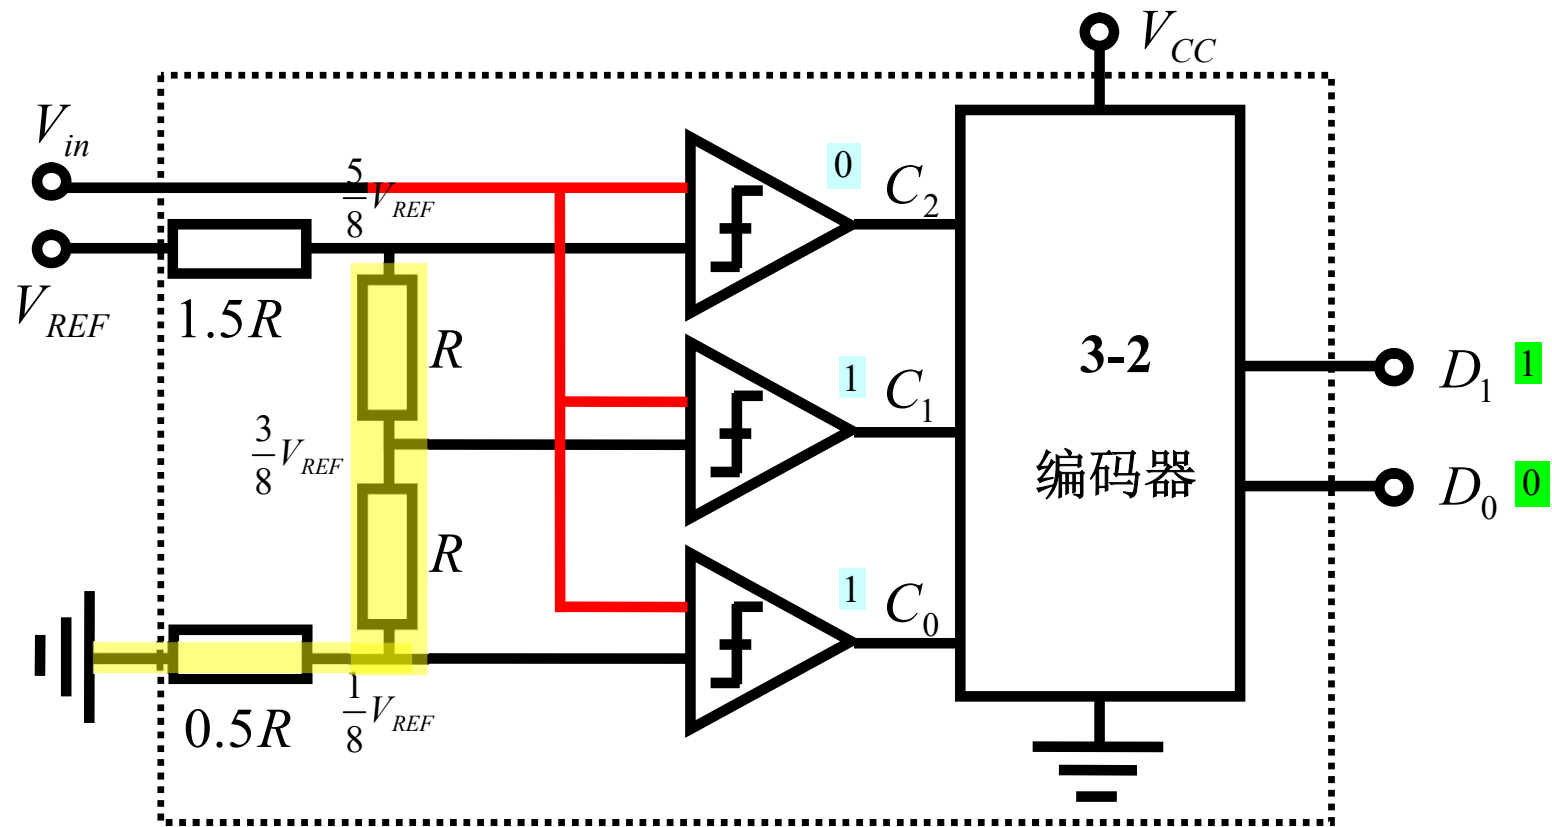 V_CC
V_in
5/8 V_REF
0
C_2
V_REF
1.5R
R
1
C_1
3-2
D_1 1
3/8 V_REF
编码器
D_0 0
R
1
C_0
0.5R
1/8 V_REF